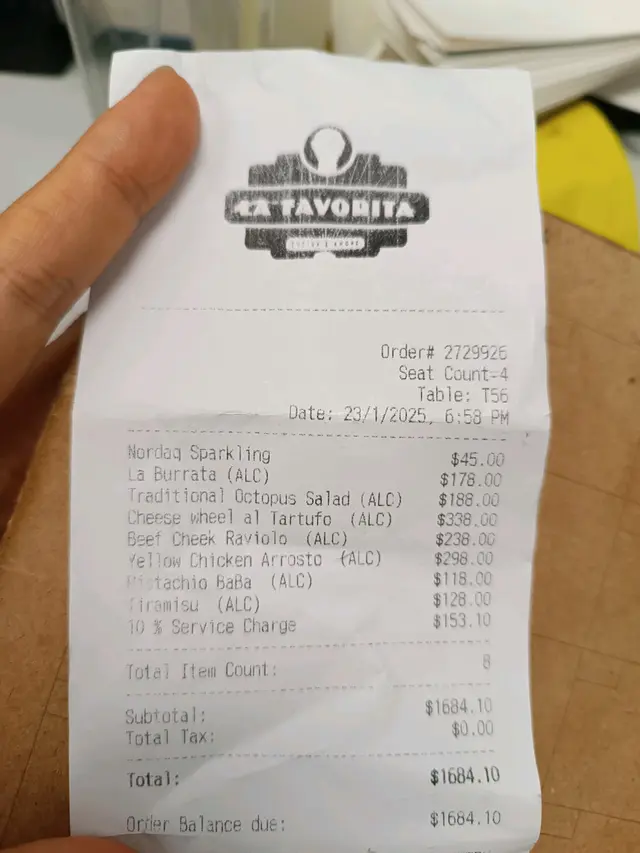 LA FAVORITA
Order# 2729926
Seat Count=4
Table: T56
Date: 23/1/2025, 6:58 PM
Nordaq Sparkling $45.00
La Burrata (ALC) $178.00
Traditional Octopus Salad (ALC) $188.00
Cheese wheel al Tartufo (ALC) $338.00
Beef Cheek Raviolo (ALC) $238.00
Yellow Chicken Arrosto (ALC) $298.00
Pistachio BaBa (ALC) $118.00
Tiramisu (ALC) $128.00
10 % Service Charge $153.10
Total Item Count: 8
Subtotal: $1684.10
Total Tax: $0.00
Total: $1684.10
Order Balance due: $1684.10